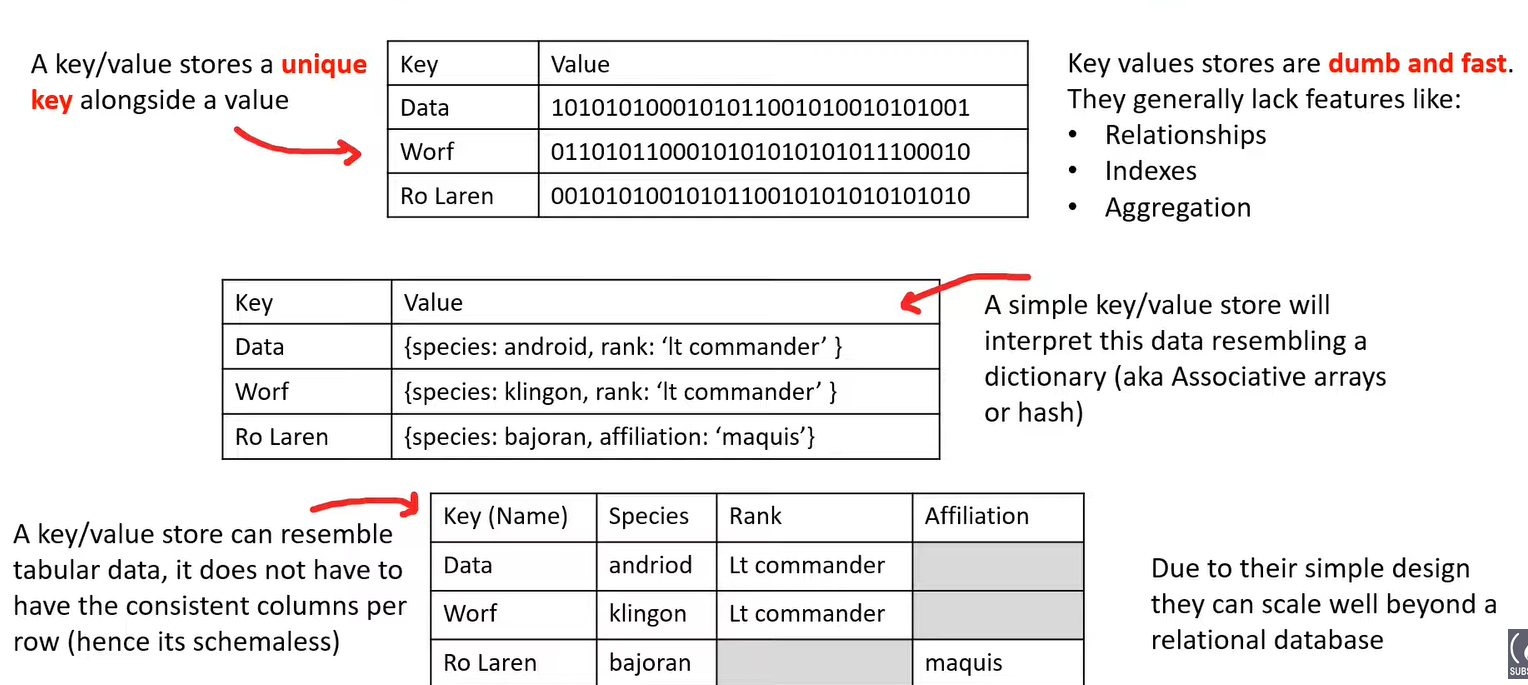 A key/value stores a unique
key alongside a value
Key Value
Data 1010101000101011001010010101001
Worf 01101011000101010101010111100010
Ro Laren 00101010010101100101010101010101010
Key values stores are dumb and fast.
They generally lack features like:
• Relationships
• Indexes
• Aggregation
Key Value
Data {species: android, rank: ‘lt commander’ }
Worf {species: klingon, rank: ‘lt commander’ }
Ro Laren {species: bajoran, affiliation: ‘maquis’}
A simple key/value store will
interpret this data resembling a
dictionary (aka Associative arrays
or hash)
A key/value store can resemble
tabular data, it does not have to
have the consistent columns per
row (hence its schemaless)
Key (Name) Species Rank Affiliation
Data andriod Lt commander
Worf klingon Lt commander
Ro Laren bajoran maquis
Due to their simple design
they can scale well beyond a
relational database